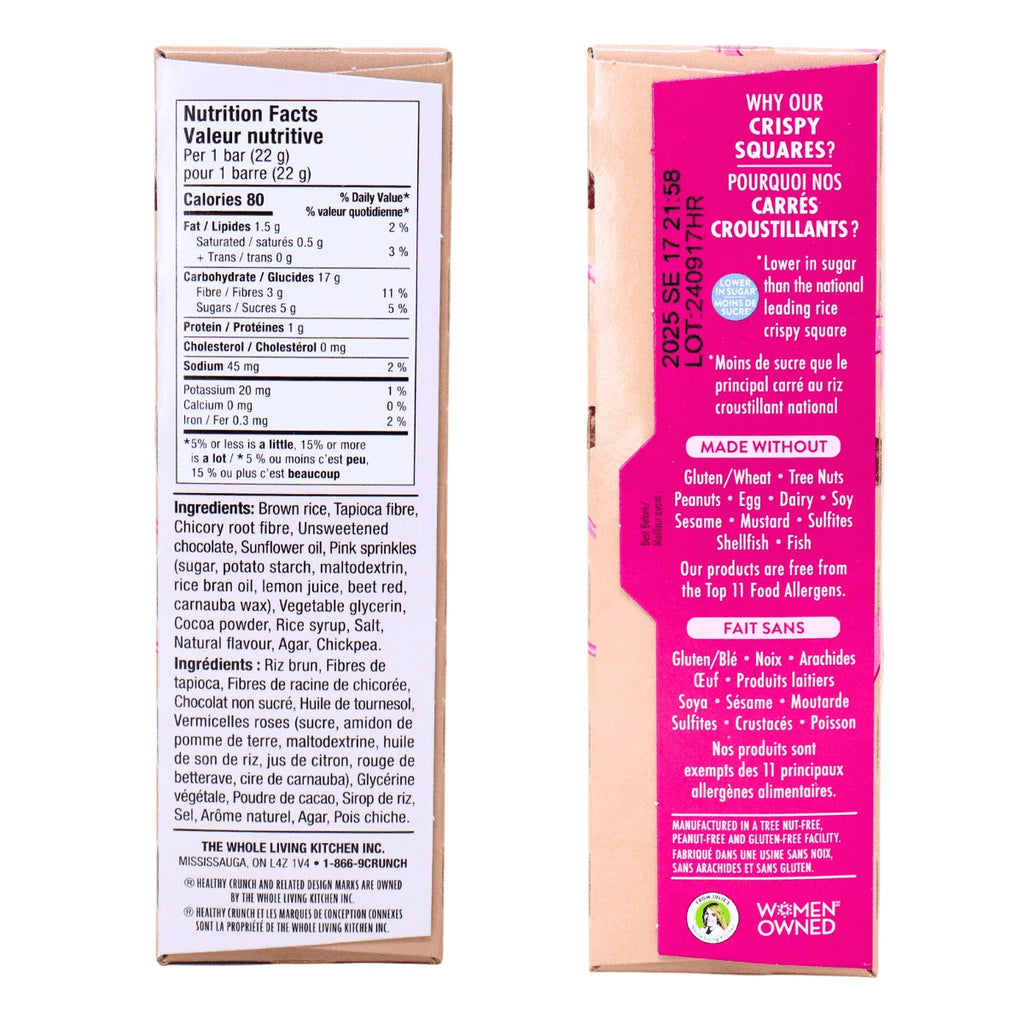 Nutrition Facts
Valeur nutritive
Per 1 bar (22 g)
pour 1 barre (22 g)
Calories 80
% Daily Value*
% valeur quotidienne*
Fat / Lipides 1.5 g 2 %
Saturated / saturés 0.5 g
+ Trans / trans 0 g 3 %
Carbohydrate / Glucides 17 g
Fibre / Fibres 3 g 11 %
Sugars / Sucres 5 g 5 %
Protein / Protéines 1 g
Cholesterol / Cholestérol 0 mg
Sodium 45 mg 2 %
Potassium 20 mg 1 %
Calcium 0 mg 0 %
Iron / Fer 0.3 mg 2 %
*5% or less is a little, 15% or more
is a lot / *5 % ou moins c'est peu,
15 % ou plus c'est beaucoup
Ingredients: Brown rice, Tapioca fibre,
Chicory root fibre, Unsweetened
chocolate, Sunflower oil, Pink sprinkles
(sugar, potato starch, maltodextrin,
rice bran oil, lemon juice, beet red,
carnauba wax), Vegetable glycerin,
Cocoa powder, Rice syrup, Salt,
Natural flavour, Agar, Chickpea.
Ingrédients : Riz brun, Fibres de
tapioca, Fibres de racine de chicorée,
Chocolat non sucré, Huile de tournesol,
Vermicelles roses (sucre, amidon de
pomme de terre, maltodextrine, huile
de son de riz, jus de citron, rouge de
betterave, cire de carnauba), Glycérine
végétale, Poudre de cacao, Sirop de riz,
Sel, Arôme naturel, Agar, Pois chiche.
THE WHOLE LIVING KITCHEN INC.
MISSISSAUGA, ON L4Z 1V4 • 1-866-9CRUNCH
® HEALTHY CRUNCH AND RELATED DESIGN MARKS ARE OWNED
BY THE WHOLE LIVING KITCHEN INC.
® HEALTHY CRUNCH ET LES MARQUES DE CONCEPTION CONNEXES
SONT LA PROPRIÉTÉ DE THE WHOLE LIVING KITCHEN INC.
WHY OUR
CRISPY
SQUARES?
POURQUOI NOS
CARRÉS
CROUSTILLANTS?
2025 SE 17 21:58
LOT:240917HR
LOWER
IN SUGAR*
MOINS DE
SUCRE*
*Lower in sugar
than the national
leading rice
crispy square
*Moins de sucre que le
principal carré au riz
croustillant national
MADE WITHOUT
Gluten/Wheat • Tree Nuts
Peanuts • Egg • Dairy • Soy
Sesame • Mustard • Sulfites
Shellfish • Fish
Best Before/
Meilleur avant :
Our products are free from
the Top 11 Food Allergens.
FAIT SANS
Gluten/Blé • Noix • Arachides
Œuf • Produits laitiers
Soya • Sésame • Moutarde
Sulfites • Crustacés • Poisson
Nos produits sont
exempts des 11 principaux
allergènes alimentaires.
MANUFACTURED IN A TREE NUT-FREE,
PEANUT-FREE AND GLUTEN-FREE FACILITY.
FABRIQUÉ DANS UNE USINE SANS NOIX,
SANS ARACHIDES ET SANS GLUTEN.
FROM JULIE'S
WOMEN
OWNED